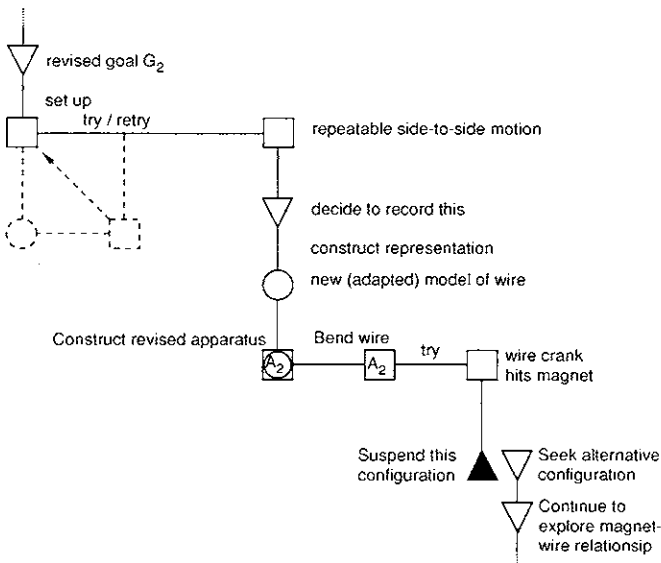 revised goal G2
set up
try / retry
repeatable side-to-side motion
decide to record this
construct representation
new (adapted) model of wire
Construct revised apparatus
Bend wire
A2
A2
try
wire crank
hits magnet
Suspend this
configuration
Seek alternative
configuration
Continue to
explore magnet-
wire relationsip